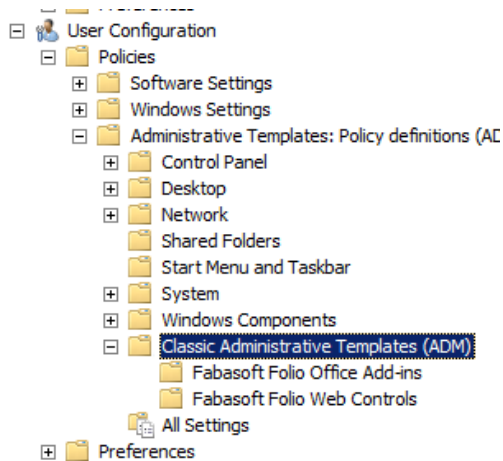 User Configuration
Policies
Software Settings
Windows Settings
Administrative Templates: Policy definitions (AD
Control Panel
Desktop
Network
Shared Folders
Start Menu and Taskbar
System
Windows Components
Classic Administrative Templates (ADM)
Fabasoft Folio Office Add-ins
Fabasoft Folio Web Controls
All Settings
Preferences